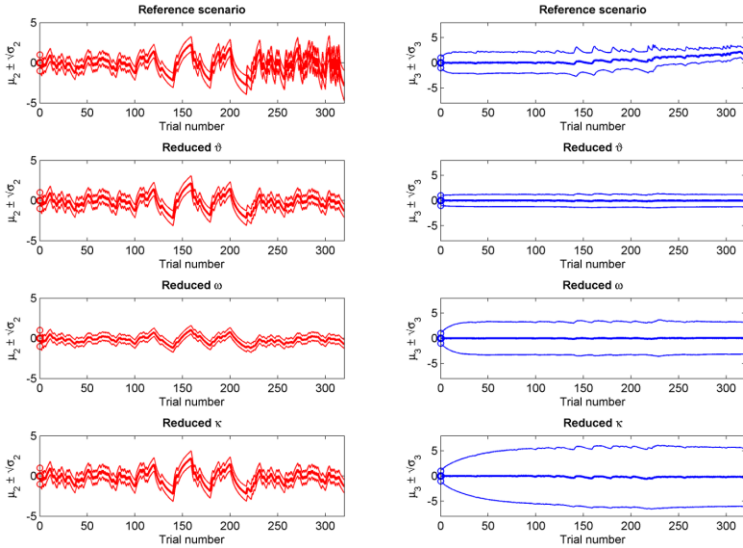 Reference scenario
μ₂ ± √σ₂
5
0
-5
0 50 100 150 200 250 300
Trial number
Reference scenario
μ₃ ± √σ₃
5
0
-5
0 50 100 150 200 250 300
Trial number
Reduced ϑ
μ₂ ± √σ₂
5
0
-5
0 50 100 150 200 250 300
Trial number
Reduced ϑ
μ₃ ± √σ₃
5
0
-5
0 50 100 150 200 250 300
Trial number
Reduced ω
μ₂ ± √σ₂
5
0
-5
0 50 100 150 200 250 300
Trial number
Reduced ω
μ₃ ± √σ₃
5
0
-5
0 50 100 150 200 250 300
Trial number
Reduced κ
μ₂ ± √σ₂
5
0
-5
0 50 100 150 200 250 300
Trial number
Reduced κ
μ₃ ± √σ₃
5
0
-5
0 50 100 150 200 250 300
Trial number